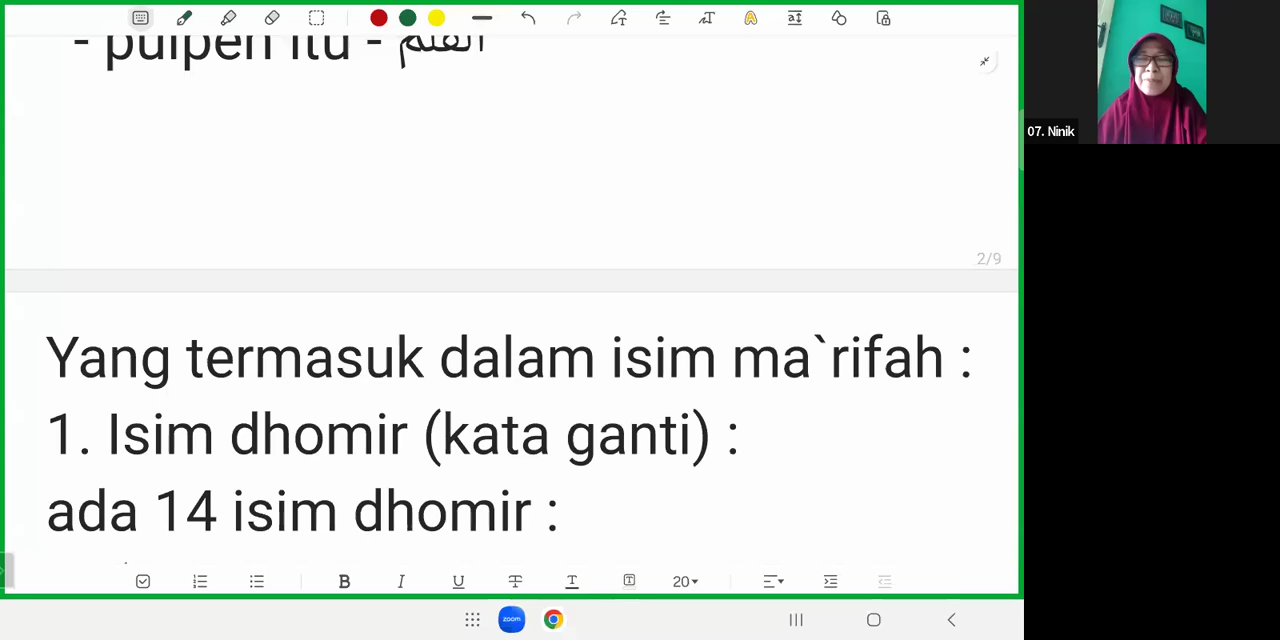 - pulpen itu - القلم
2/9
Yang termasuk dalam isim ma`rifah :
1. Isim dhomir (kata ganti) :
ada 14 isim dhomir :
B I U T T T 20
zoom
07. Ninik